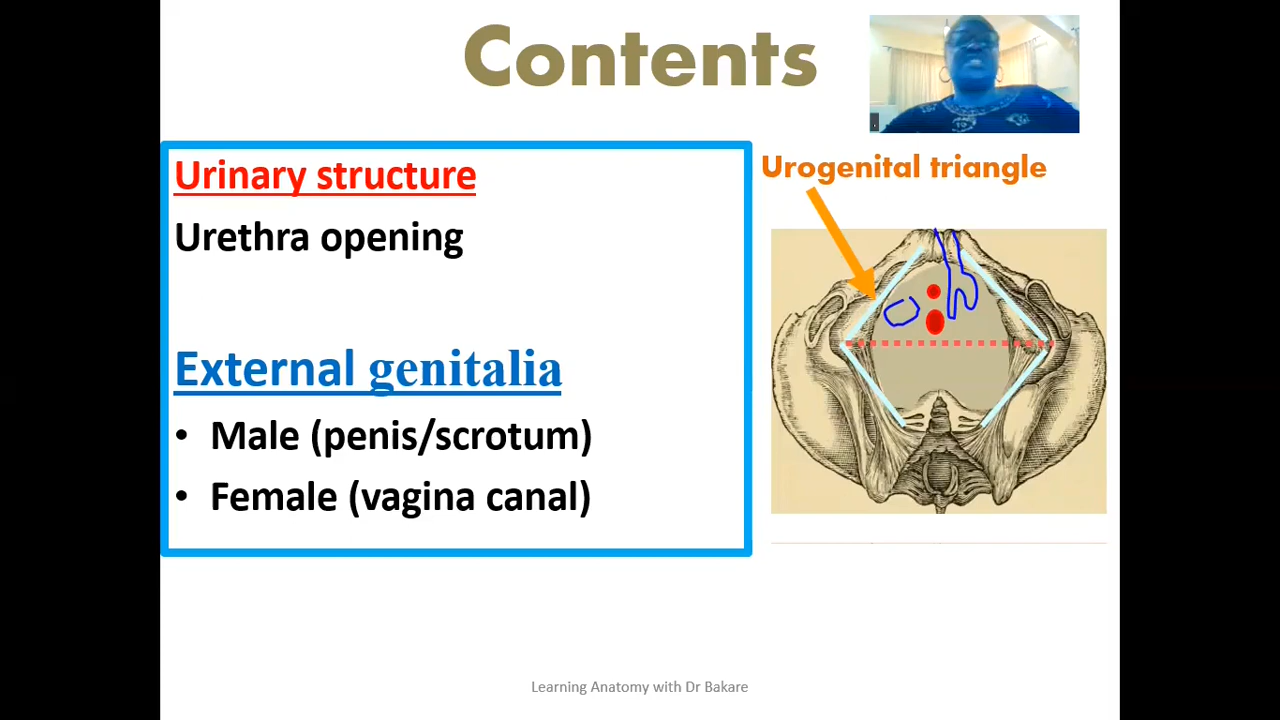 Contents
Urogenital triangle
Urinary structure
Urethra opening
External genitalia
• Male (penis/scrotum)
• Female (vagina canal)
Learning Anatomy with Dr Bakare